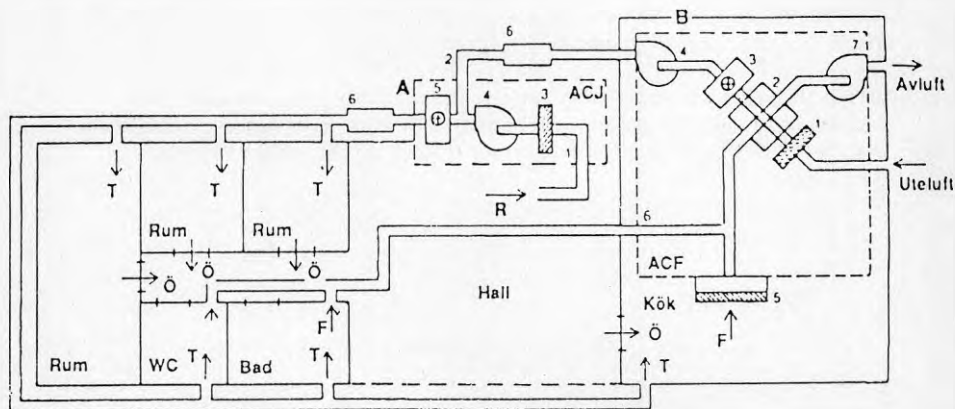 B
6
4
3
2
7
Avluft
2
A
5
4
3
ACJ
6
1
1
Uteluft
T
T
T
R
Rum
Rum
6
Ö
Ö
Ö
ACF
5
Hall
Kök
F
Ö
F
T
T
T
Rum
WC
Bad